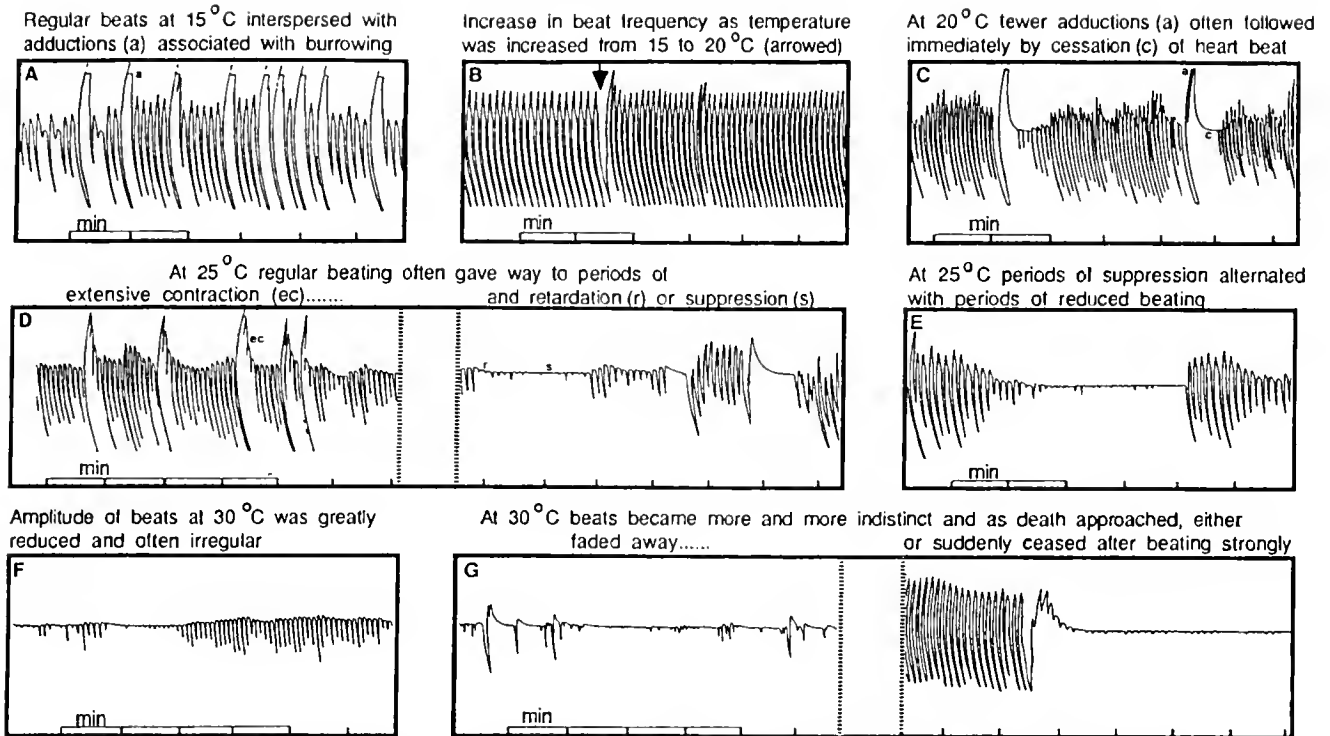 Regular beats at 15 °C interspersed with
adductions (a) associated with burrowing
A
a
min
Increase in beat frequency as temperature
was increased from 15 to 20 °C (arrowed)
B
min
At 20 °C tewer adductions (a) often followed
immediately by cessation (c) of heart beat
C
a
c
min
At 25 °C regular beating often gave way to periods of
extensive contraction (ec).......
and retardation (r) or suppression (s)
D
ec
r
s
min
At 25 °C periods of suppression alternated
with periods of reduced beating
E
min
Amplitude of beats at 30 °C was greatly
reduced and often irregular
F
min
At 30 °C beats became more and more indistinct and as death approached, either
faded away......
or suddenly ceased after beating strongly
G
min